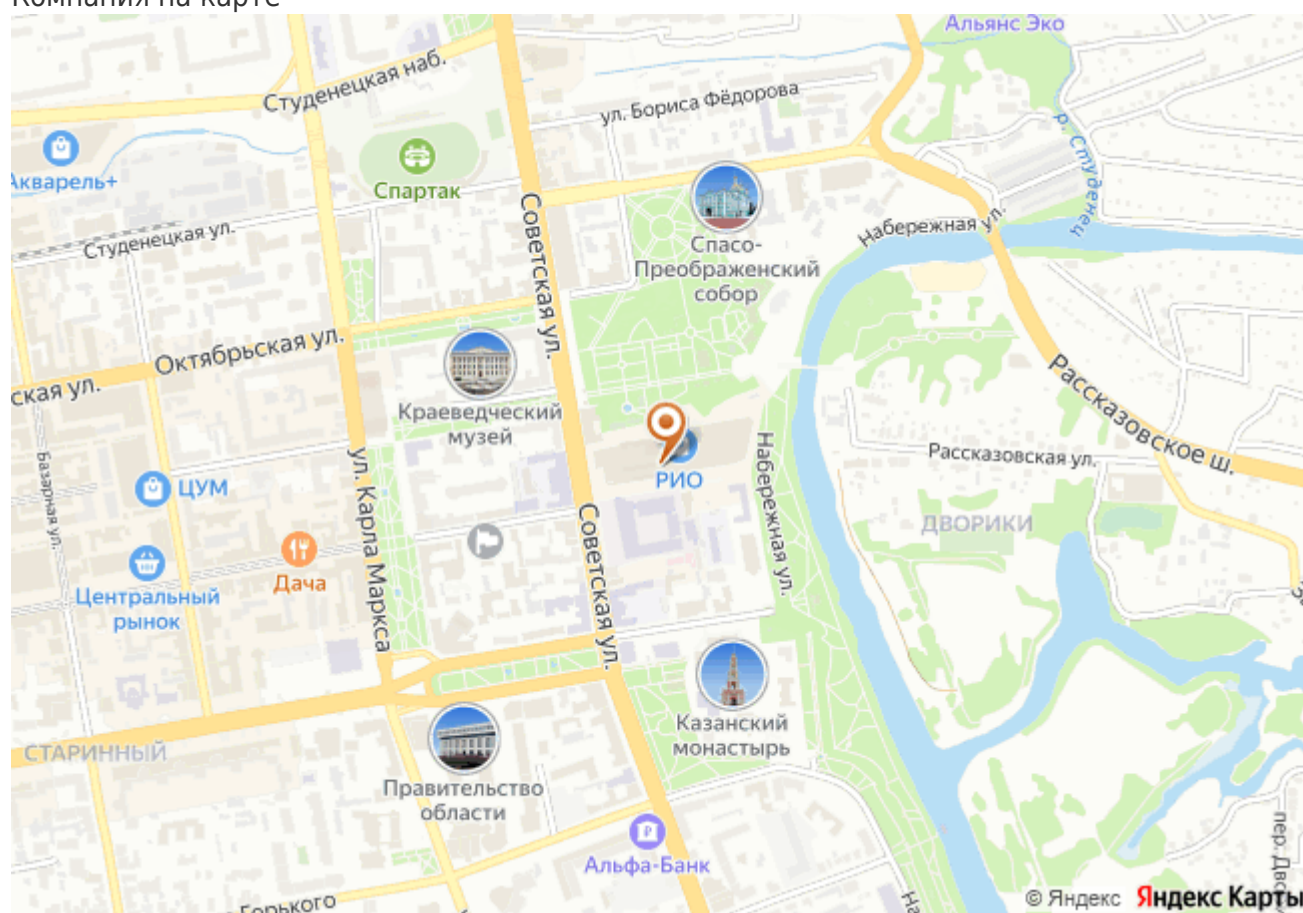 Компания на карте
Альянс Эко
Студенецкая наб.
ул. Бориса Фёдорова
р. Студенец
Акварель+
Спартак
Студенецкая ул.
Советская ул.
Набережная ул.
Спасо-
Преображенский
собор
Октябрьская ул.
ская ул.
Краеведческий
музей
Рассказовское ш.
Рассказовская ул.
Базарная ул.
ЦУМ
ул. Карла Маркса
РИО
Набережная ул.
ДВОРИКИ
Дача
Центральный
рынок
Советская ул.
Казанский
монастырь
СТАРИННЫЙ
Правительство
области
Р
Альфа-Банк
Горького
На
пер. Дво
© Яндекс Яндекс Карты